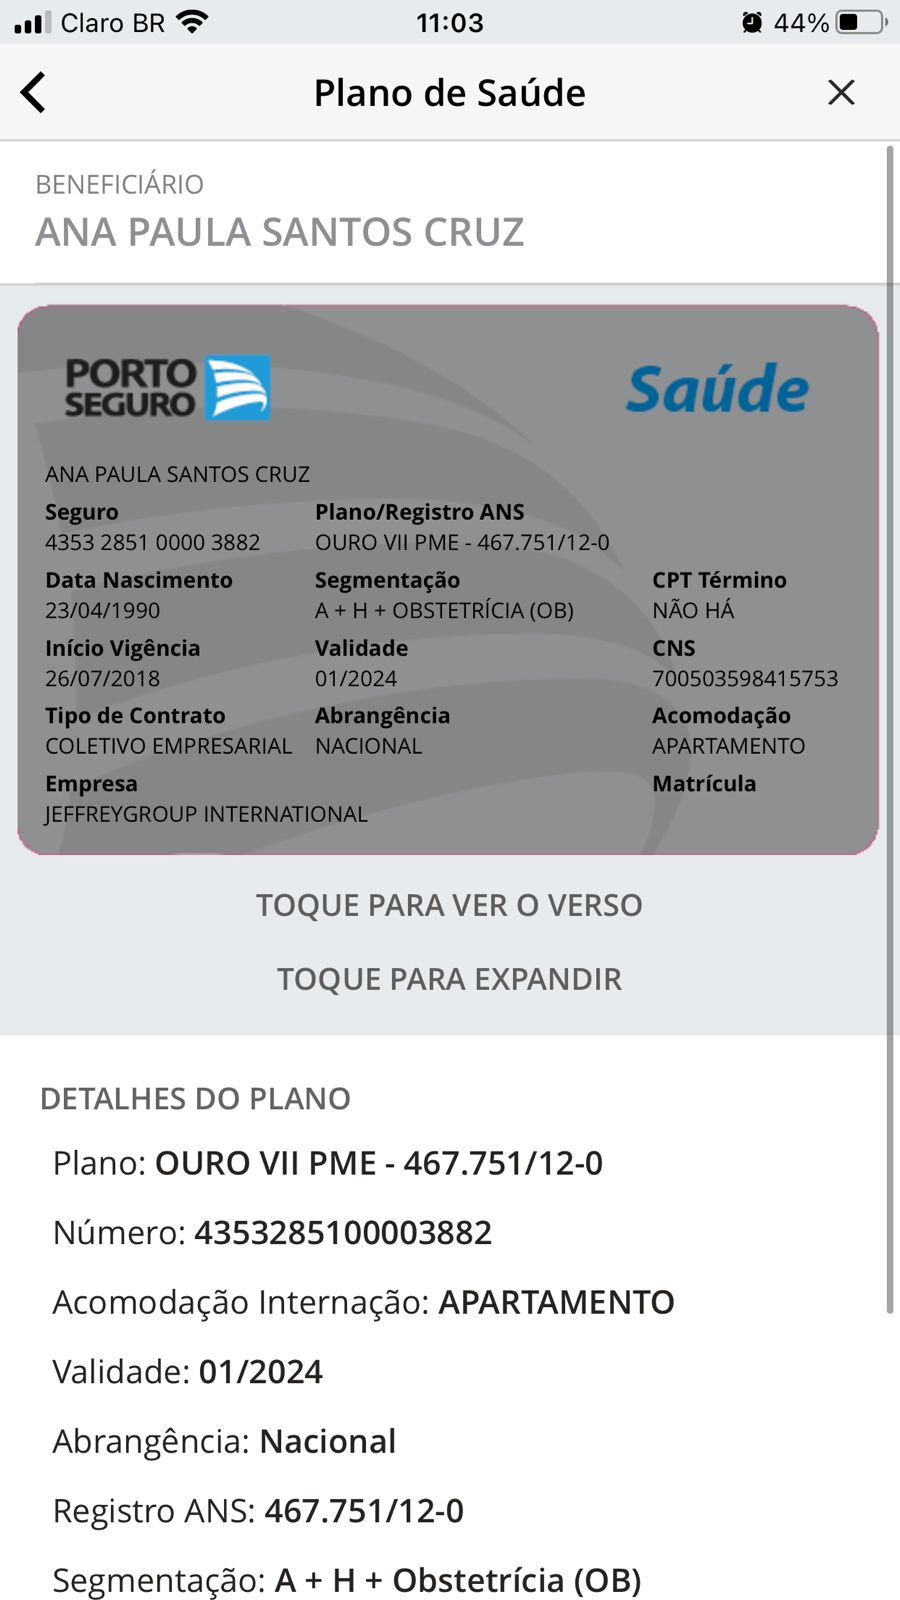 Claro BR 11:03 44%
Plano de Saúde
BENEFICIÁRIO
ANA PAULA SANTOS CRUZ
PORTO
SEGURO
Saúde
ANA PAULA SANTOS CRUZ
Seguro Plano/Registro ANS
4353 2851 0000 3882 OURO VII PME - 467.751/12-0
Data Nascimento Segmentação CPT Término
23/04/1990 A + H + OBSTETRÍCIA (OB) NÃO HÁ
Início Vigência Validade CNS
26/07/2018 01/2024 700503598415753
Tipo de Contrato Abrangência Acomodação
COLETIVO EMPRESARIAL NACIONAL APARTAMENTO
Empresa Matrícula
JEFFREYGROUP INTERNATIONAL
TOQUE PARA VER O VERSO
TOQUE PARA EXPANDIR
DETALHES DO PLANO
Plano: OURO VII PME - 467.751/12-0
Número: 4353285100003882
Acomodação Internação: APARTAMENTO
Validade: 01/2024
Abrangência: Nacional
Registro ANS: 467.751/12-0
Segmentação: A + H + Obstetrícia (OB)